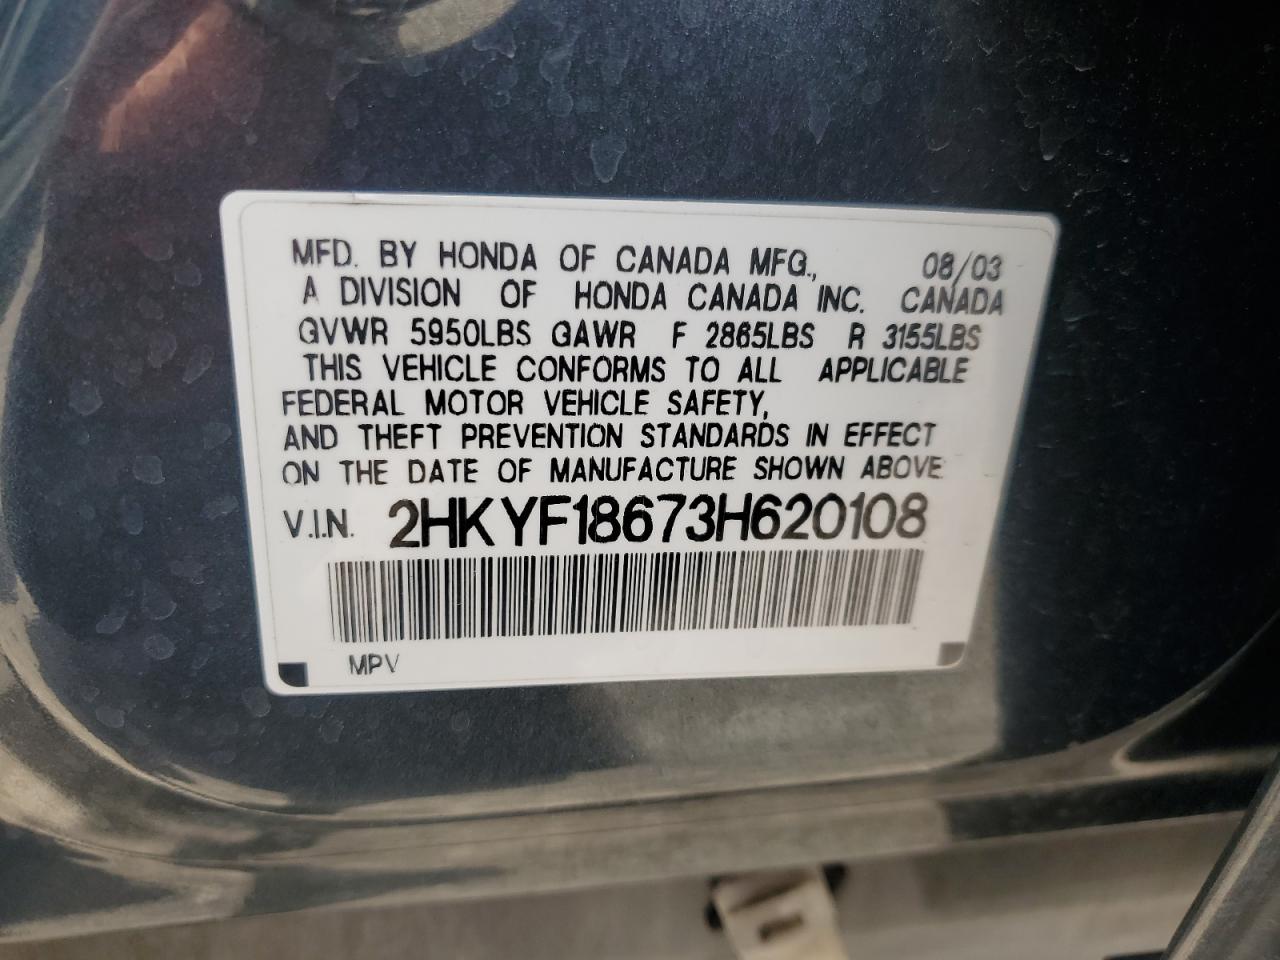 MFD. BY HONDA OF CANADA MFG., 08/03
A DIVISION OF HONDA CANADA INC. CANADA
GVWR 5950LBS GAWR F 2865LBS R 3155LBS
THIS VEHICLE CONFORMS TO ALL APPLICABLE
FEDERAL MOTOR VEHICLE SAFETY,
AND THEFT PREVENTION STANDARDS IN EFFECT
ON THE DATE OF MANUFACTURE SHOWN ABOVE
V.I.N. 2HKYF18673H620108
MPV